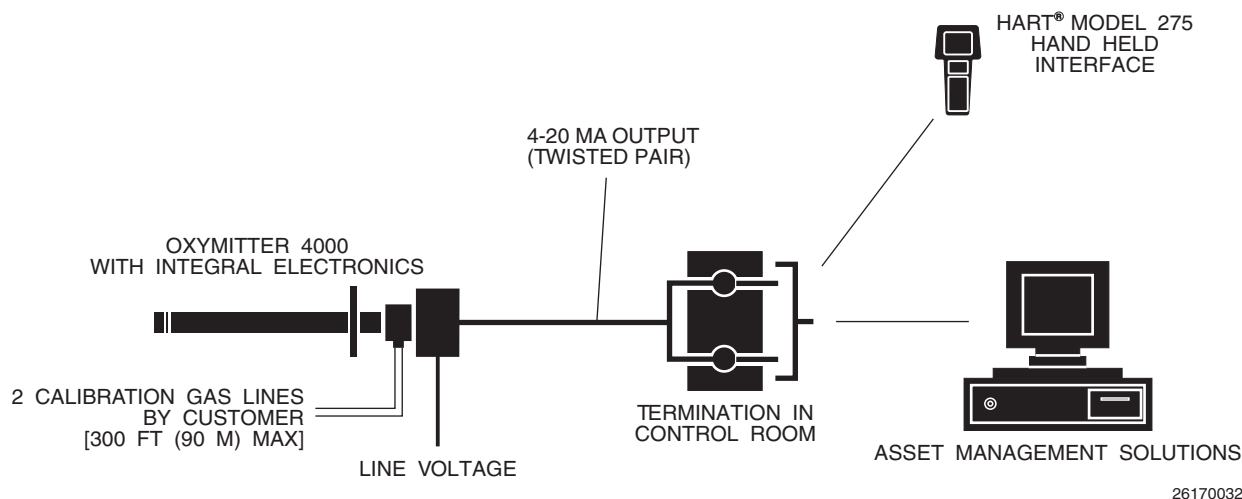 HART® MODEL 275
HAND HELD
INTERFACE
4-20 MA OUTPUT
(TWISTED PAIR)
OXYMITTER 4000
WITH INTEGRAL ELECTRONICS
2 CALIBRATION GAS LINES
BY CUSTOMER
[300 FT (90 M) MAX]
LINE VOLTAGE
TERMINATION IN
CONTROL ROOM
ASSET MANAGEMENT SOLUTIONS
26170032